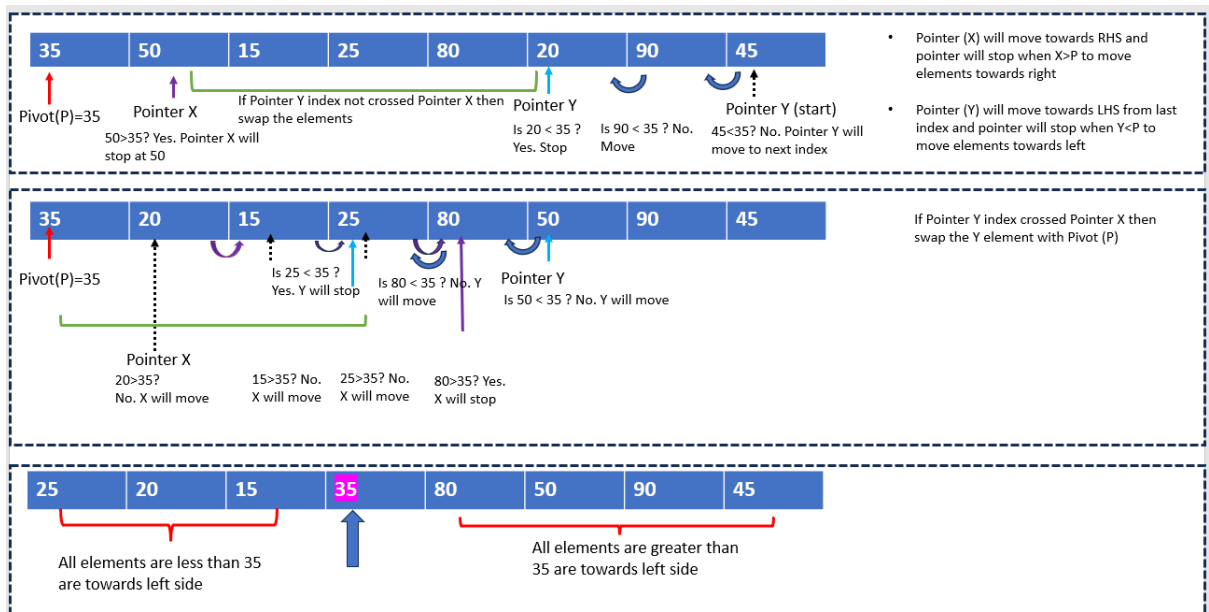 35 50 15 25 80 20 90 45
Pivot(P)=35
Pointer X
50>35? Yes. Pointer X will
stop at 50
If Pointer Y index not crossed Pointer X then
swap the elements
Pointer Y
Is 20 < 35 ?
Yes. Stop
Is 90 < 35 ? No.
Move
Pointer Y (start)
45<35? No. Pointer Y will
move to next index
• Pointer (X) will move towards RHS and
pointer will stop when X>P to move
elements towards right
• Pointer (Y) will move towards LHS from last
index and pointer will stop when Y<P to
move elements towards left
35 20 15 25 80 50 90 45
If Pointer Y index crossed Pointer X then
swap the Y element with Pivot (P)
Pivot(P)=35
Is 25 < 35 ?
Yes. Y will stop
Is 80 < 35 ? No. Y
will move
Pointer Y
Is 50 < 35 ? No. Y will move
Pointer X
20>35?
No. X will move
15>35? No.
X will move
25>35? No.
X will move
80>35? Yes.
X will stop
25 20 15 35 80 50 90 45
All elements are less than 35
are towards left side
All elements are greater than
35 are towards left side